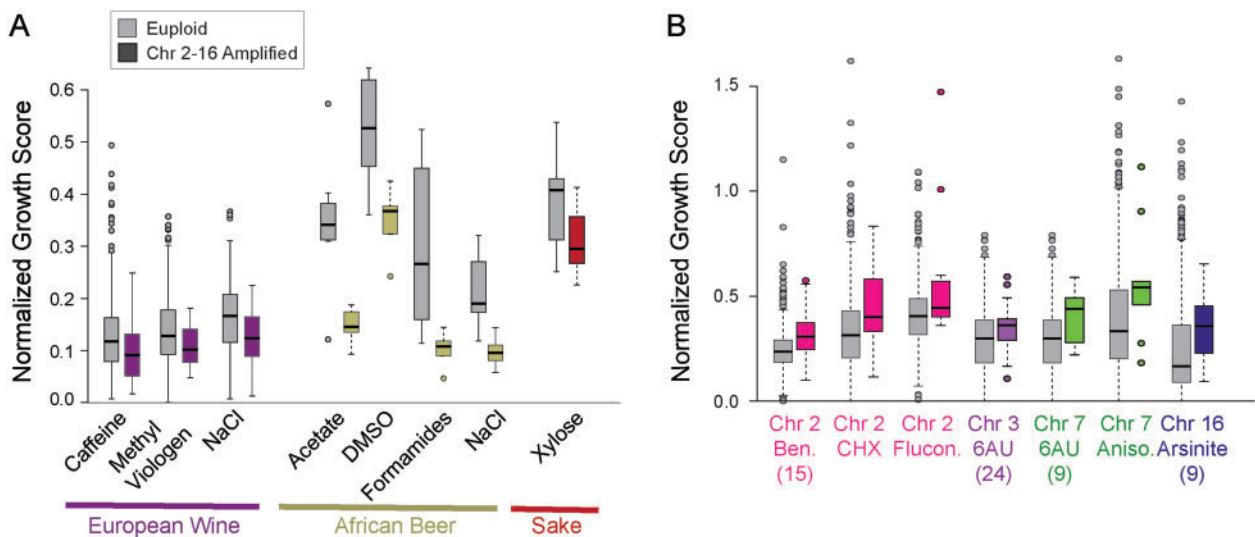 A
Euploid
Chr 2-16 Amplified
Normalized Growth Score
0.6
0.5
0.4
0.3
0.2
0.1
0.0
Caffeine
Methyl
Viologen
NaCl
Acetate
DMSO
Formamides
NaCl
Xylose
European Wine
African Beer
Sake
B
Normalized Growth Score
1.5
1.0
0.5
0.0
Chr 2
Ben.
(15)
Chr 2
CHX
Chr 2
Flucon.
Chr 3
6AU
(24)
Chr 7
6AU
(9)
Chr 7
Aniso.
Chr 16
Arsinite
(9)